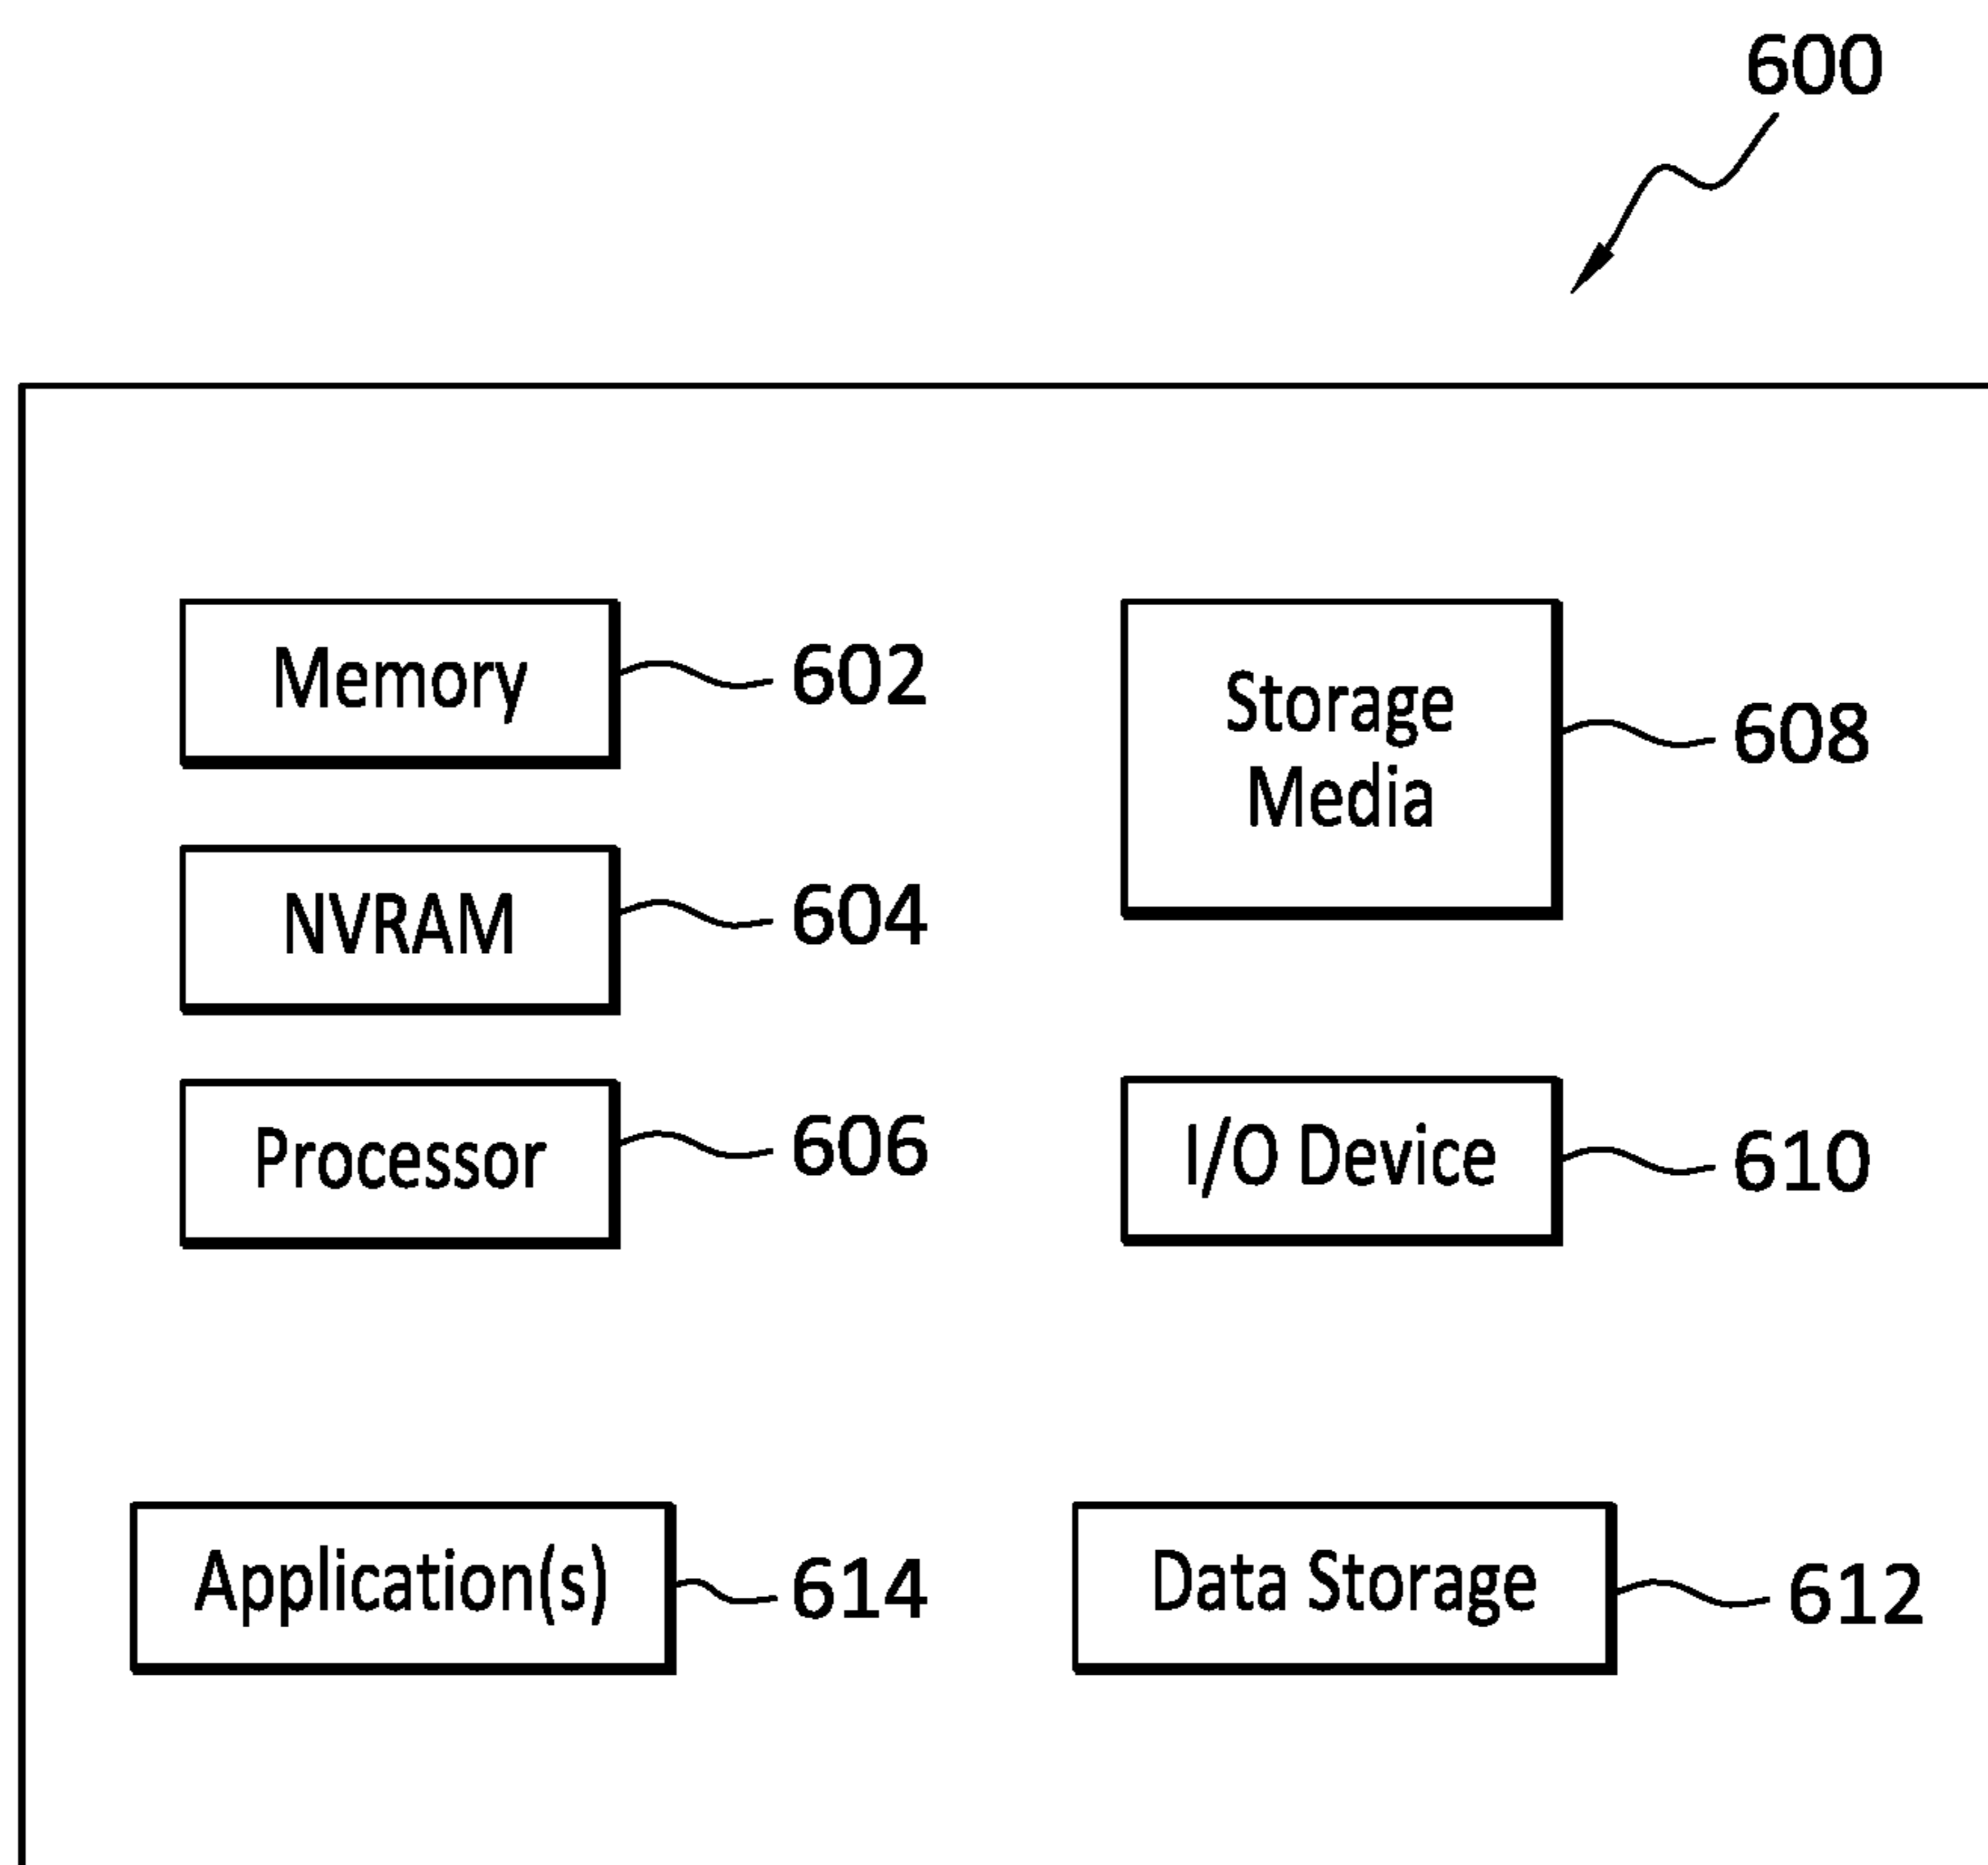 600
Memory
602
NVRAM
604
Processor
606
Storage
Media
608
I/O Device
610
Application(s)
614
Data Storage
612